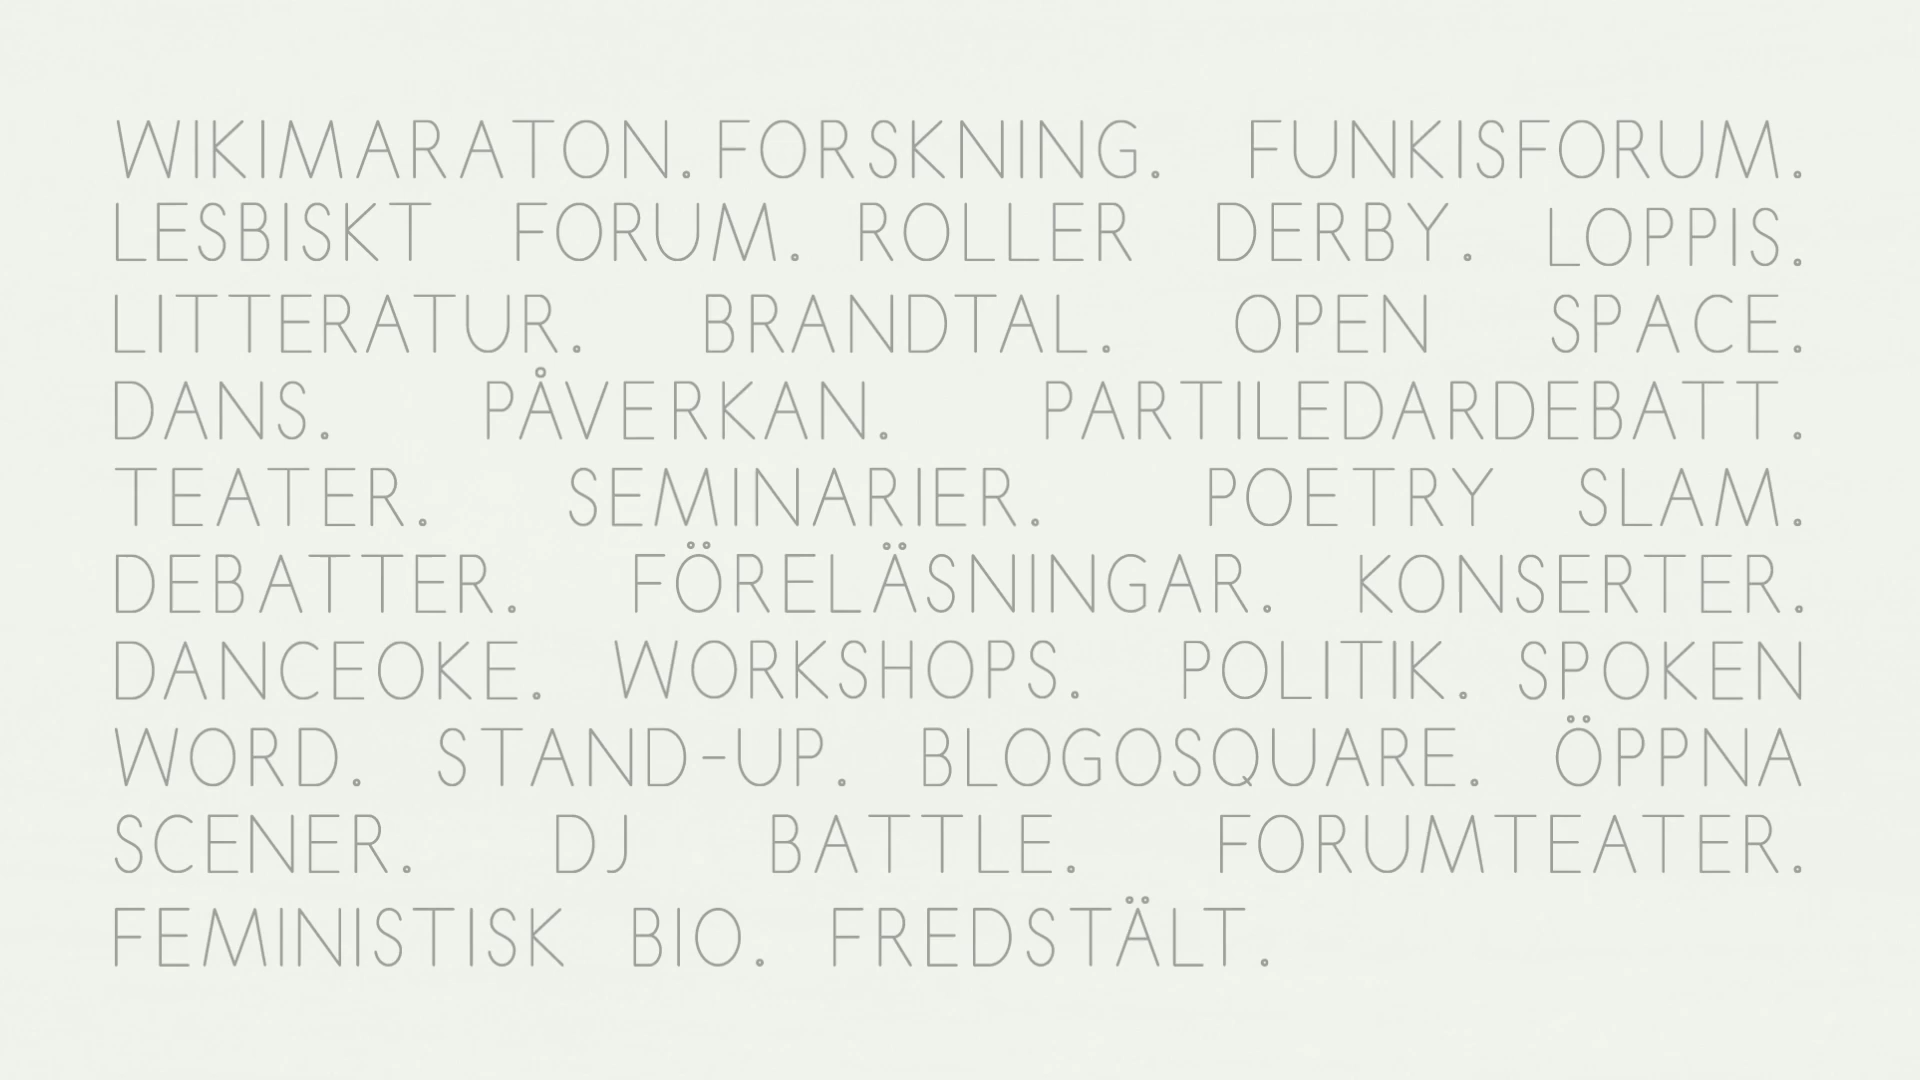 WIKIMARATON. FORSKNING. FUNKISFORUM.
LESBISKT FORUM. ROLLER DERBY. LOPPIS.
LITTERATUR. BRANDTAL. OPEN SPACE.
DANS. PÅVERKAN. PARTILEDARDEBATT.
TEATER. SEMINARIER. POETRY SLAM.
DEBATTER. FÖRELÄSNINGAR. KONSERTER.
DANCEOKE. WORKSHOPS. POLITIK. SPOKEN
WORD. STAND-UP. BLOGOSQUARE. ÖPPNA
SCENER. DJ BATTLE. FORUMTEATER.
FEMINISTISK BIO. FREDSTÄLT.